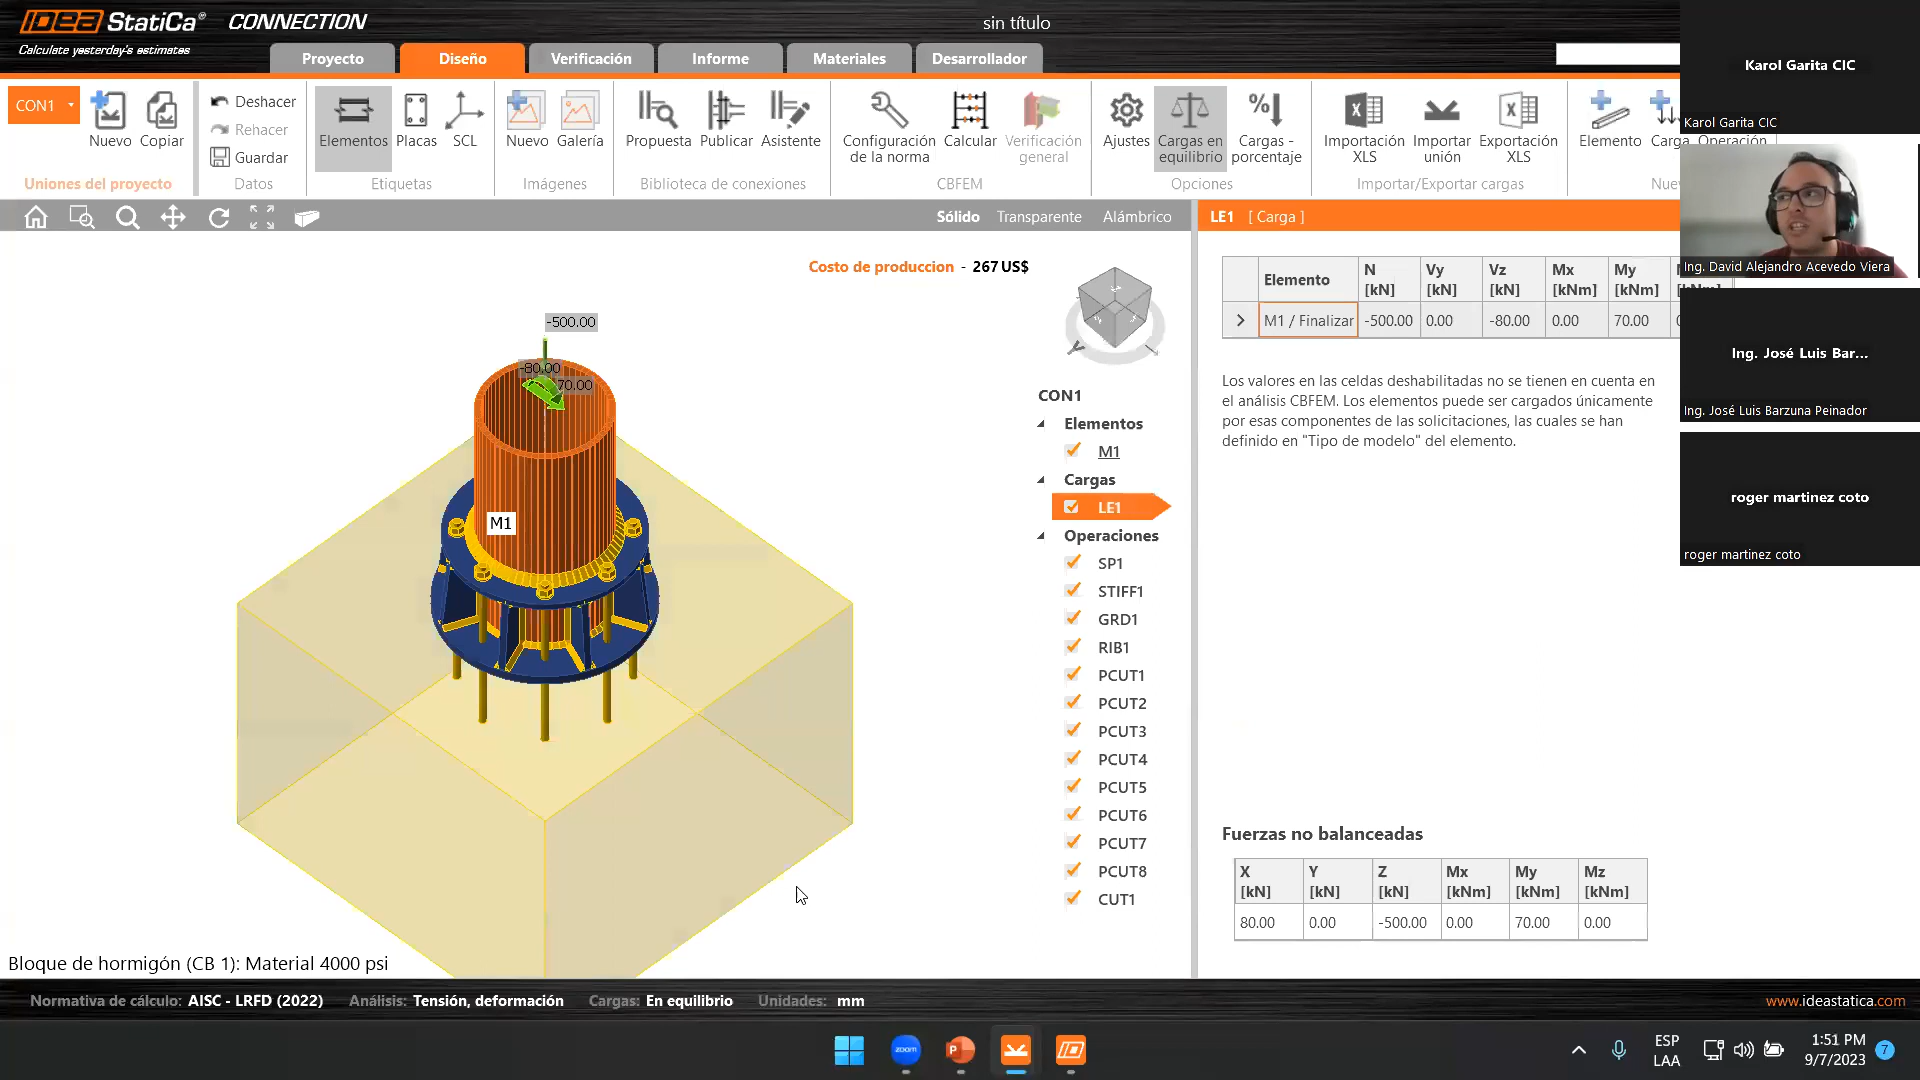 IDEA StatiCa® CONNECTION
Calculate yesterday's estimates
sin título
Proyecto
Diseño
Verificación
Informe
Materiales
Desarrollador
CON1
Nuevo
Copiar
Uniones del proyecto
Deshacer
Rehacer
Guardar
Datos
Elementos
Placas
SCL
Etiquetas
Nuevo
Galería
Imágenes
Propuesta
Publicar
Asistente
Biblioteca de conexiones
Configuración
de la norma
Calcular
Verificación
general
CBFEM
Ajustes
Cargas en
equilibrio
Cargas -
porcentaje
Opciones
Importación
XLS
Importar
unión
Exportación
XLS
Importar/Exportar cargas
Elemento
Carga
Operación
Sólido
Transparente
Alámbrico
Costo de produccion - 267 US$
-500.00
-80.00
70.00
M1
Bloque de hormigón (CB 1): Material 4000 psi
CON1
Elementos
M1
Cargas
LE1
Operaciones
SP1
STIFF1
GRD1
RIB1
PCUT1
PCUT2
PCUT3
PCUT4
PCUT5
PCUT6
PCUT7
PCUT8
CUT1
LE1 [ Carga ]
Elemento N [kN] Vy [kN] Vz [kN] Mx [kNm] My [kNm]
M1 / Finalizar -500.00 0.00 -80.00 0.00 70.00
Los valores en las celdas deshabilitadas no se tienen en cuenta en
el análisis CBFEM. Los elementos puede ser cargados únicamente
por esas componentes de las solicitaciones, las cuales se han
definido en "Tipo de modelo" del elemento.
Fuerzas no balanceadas
X [kN] Y [kN] Z [kN] Mx [kNm] My [kNm] Mz [kNm]
80.00 0.00 -500.00 0.00 70.00 0.00
Karol Garita CIC
Karol Garita CIC
Ing. David Alejandro Acevedo Viera
Ing. José Luis Bar...
Ing. José Luis Barzuna Peinador
roger martinez coto
roger martinez coto
Normativa de cálculo: AISC - LRFD (2022) Análisis: Tensión, deformación Cargas: En equilibrio Unidades: mm
www.ideastatica.com
zoom
P
ESP
LAA
1:51 PM
9/7/2023
7